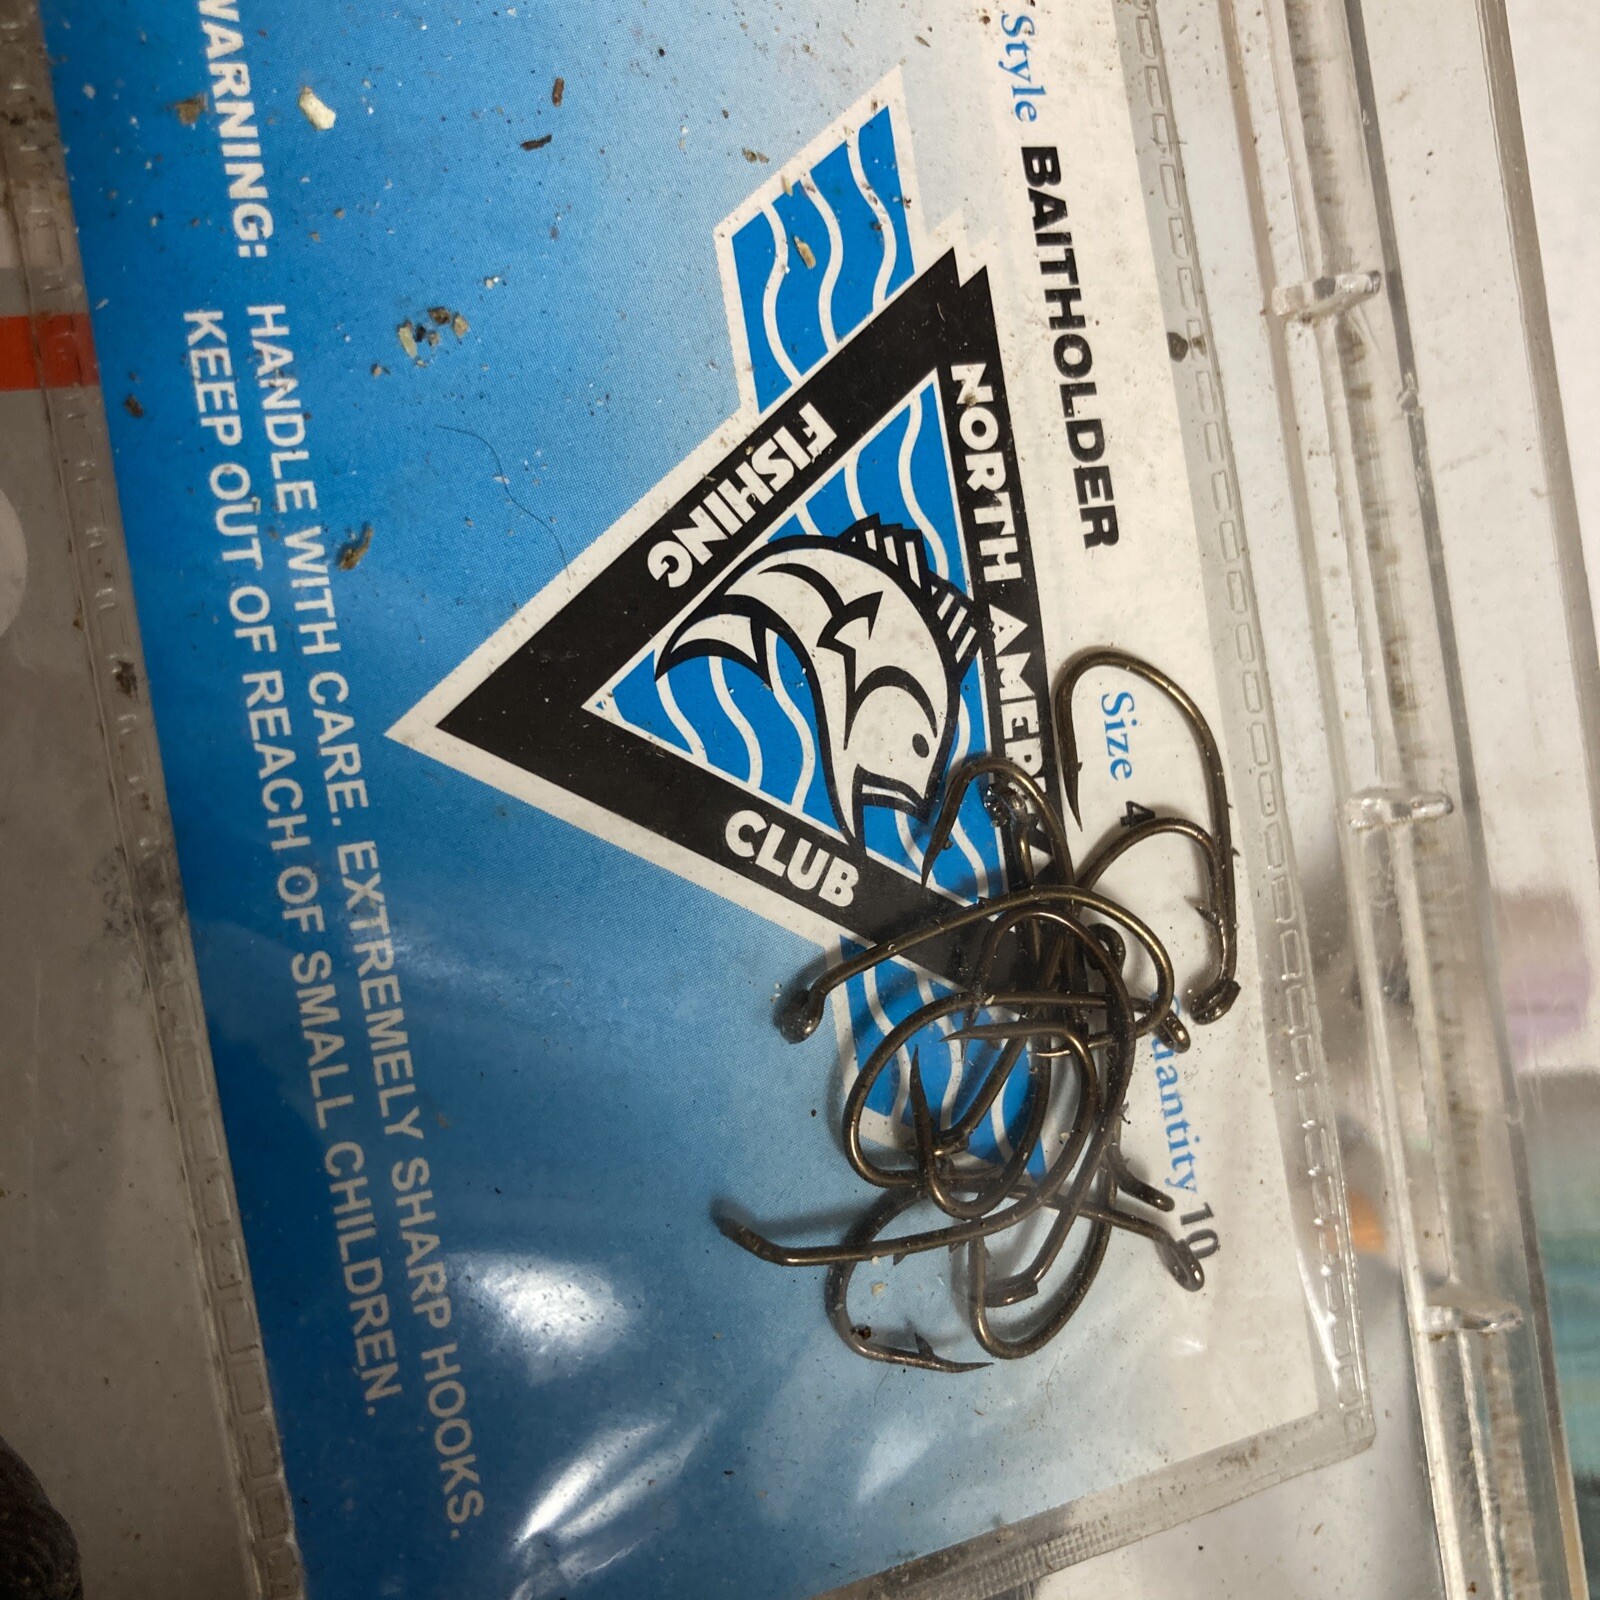 Style BAITHOLDER
Size 4
Quantity 10
NORTH AMERICAN
FISHING
CLUB
WARNING: HANDLE WITH CARE. EXTREMELY SHARP HOOKS.
KEEP OUT OF REACH OF SMALL CHILDREN.